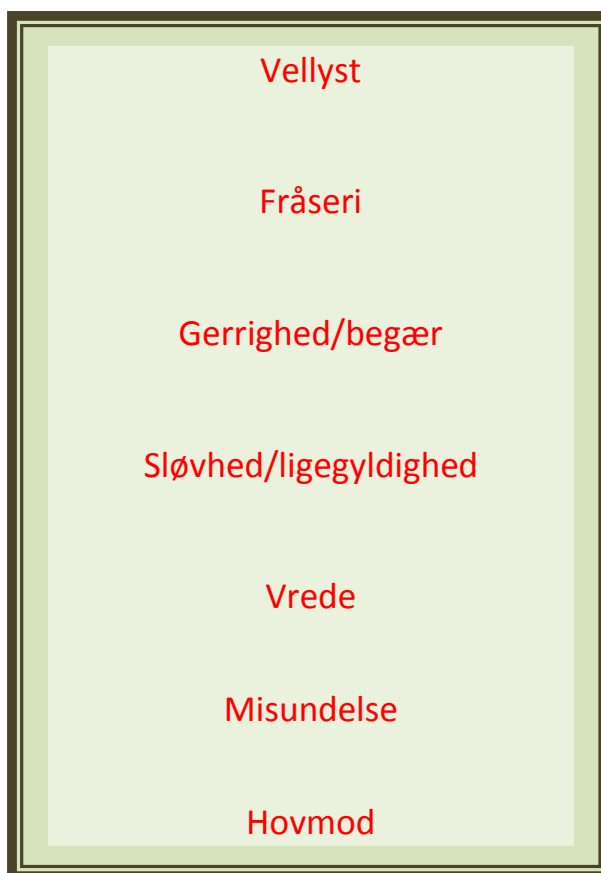 Vellyst
Fråseri
Gerrighed/begær
Sløvhed/ligegyldighed
Vrede
Misundelse
Hovmod